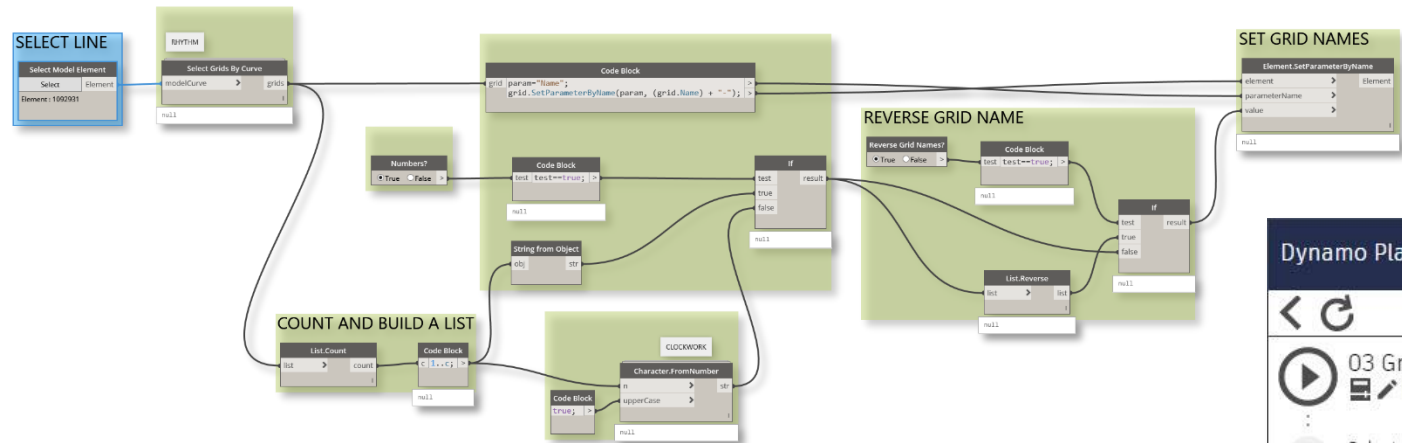 SELECT LINE
Select Model Element
Select Element
Element : 1092931
RHYTHM
Select Grids By Curve
modelCurve > grids
null
Code Block
grid param="Name"; >
grid.SetParameterByName(param, (grid.Name) + "-"); >
SET GRID NAMES
Element.SetParameterByName
element > Element
parameterName >
value >
null
Numbers?
True False >
Code Block
test test==true; >
null
String from Object
obj str
If
test result
true
false
null
REVERSE GRID NAME
Reverse Grid Names?
True False >
Code Block
test test==true; >
null
List.Reverse
list > list
null
If
test result
true
false
null
COUNT AND BUILD A LIST
List.Count
list > count
Code Block
c 1..c; >
null
CLOCKWORK
Code Block
true; >
Character.FromNumber
n > str
upperCase >
null
Dynamo Pla
03 Gr